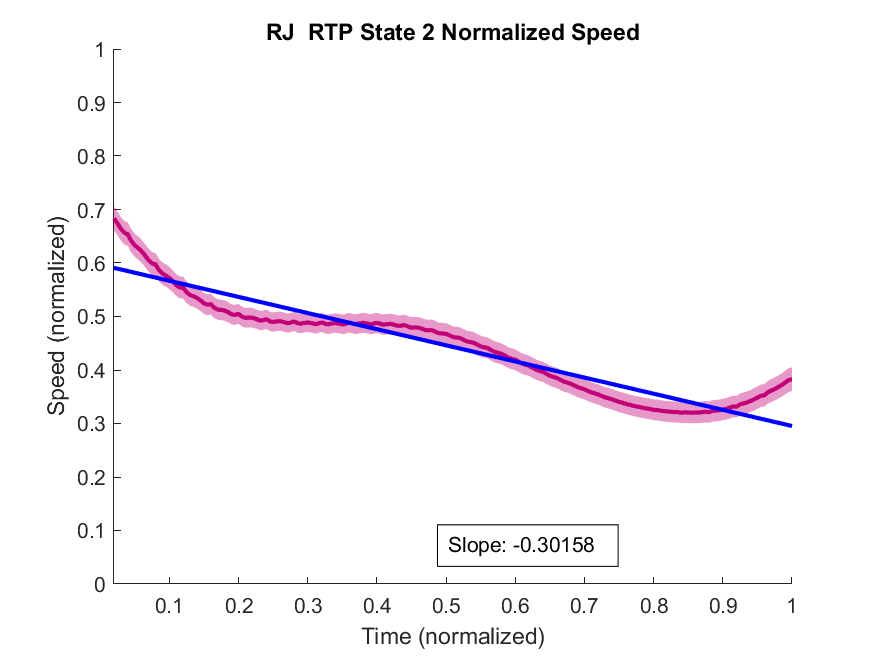 RJ  RTP State 2 Normalized Speed
1
0.9
0.8
0.7
0.6
0.5
0.4
0.3
0.2
0.1
0
Speed (normalized)
Slope: -0.30158
0.1 0.2 0.3 0.4 0.5 0.6 0.7 0.8 0.9 1
Time (normalized)